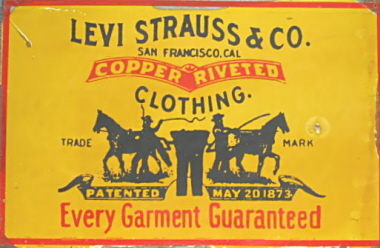 LEVI STRAUSS & CO.
SAN FRANCISCO, CAL
COPPER RIVETED
CLOTHING.
TRADE MARK
PATENTED MAY 20 1873
Every Garment Guaranteed